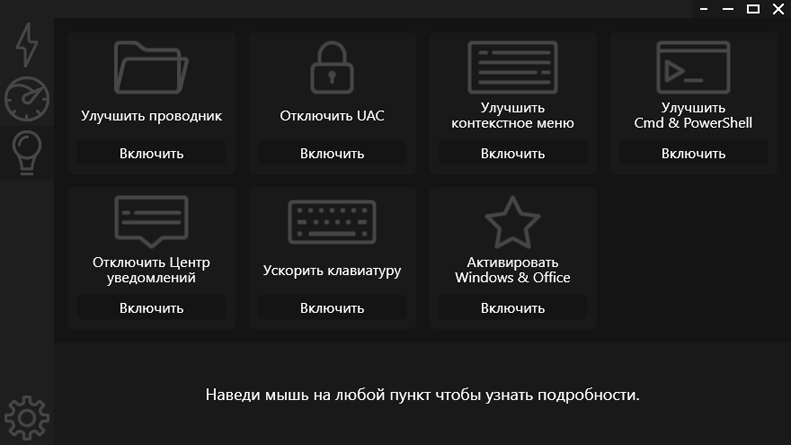 Улучшить проводник
Включить
Отключить UAC
Включить
Улучшить
контекстное меню
Включить
Улучшить
Cmd & PowerShell
Включить
Отключить Центр
уведомлений
Включить
Ускорить клавиатуру
Включить
Активировать
Windows & Office
Включить
Наведи мышь на любой пункт чтобы узнать подробности.